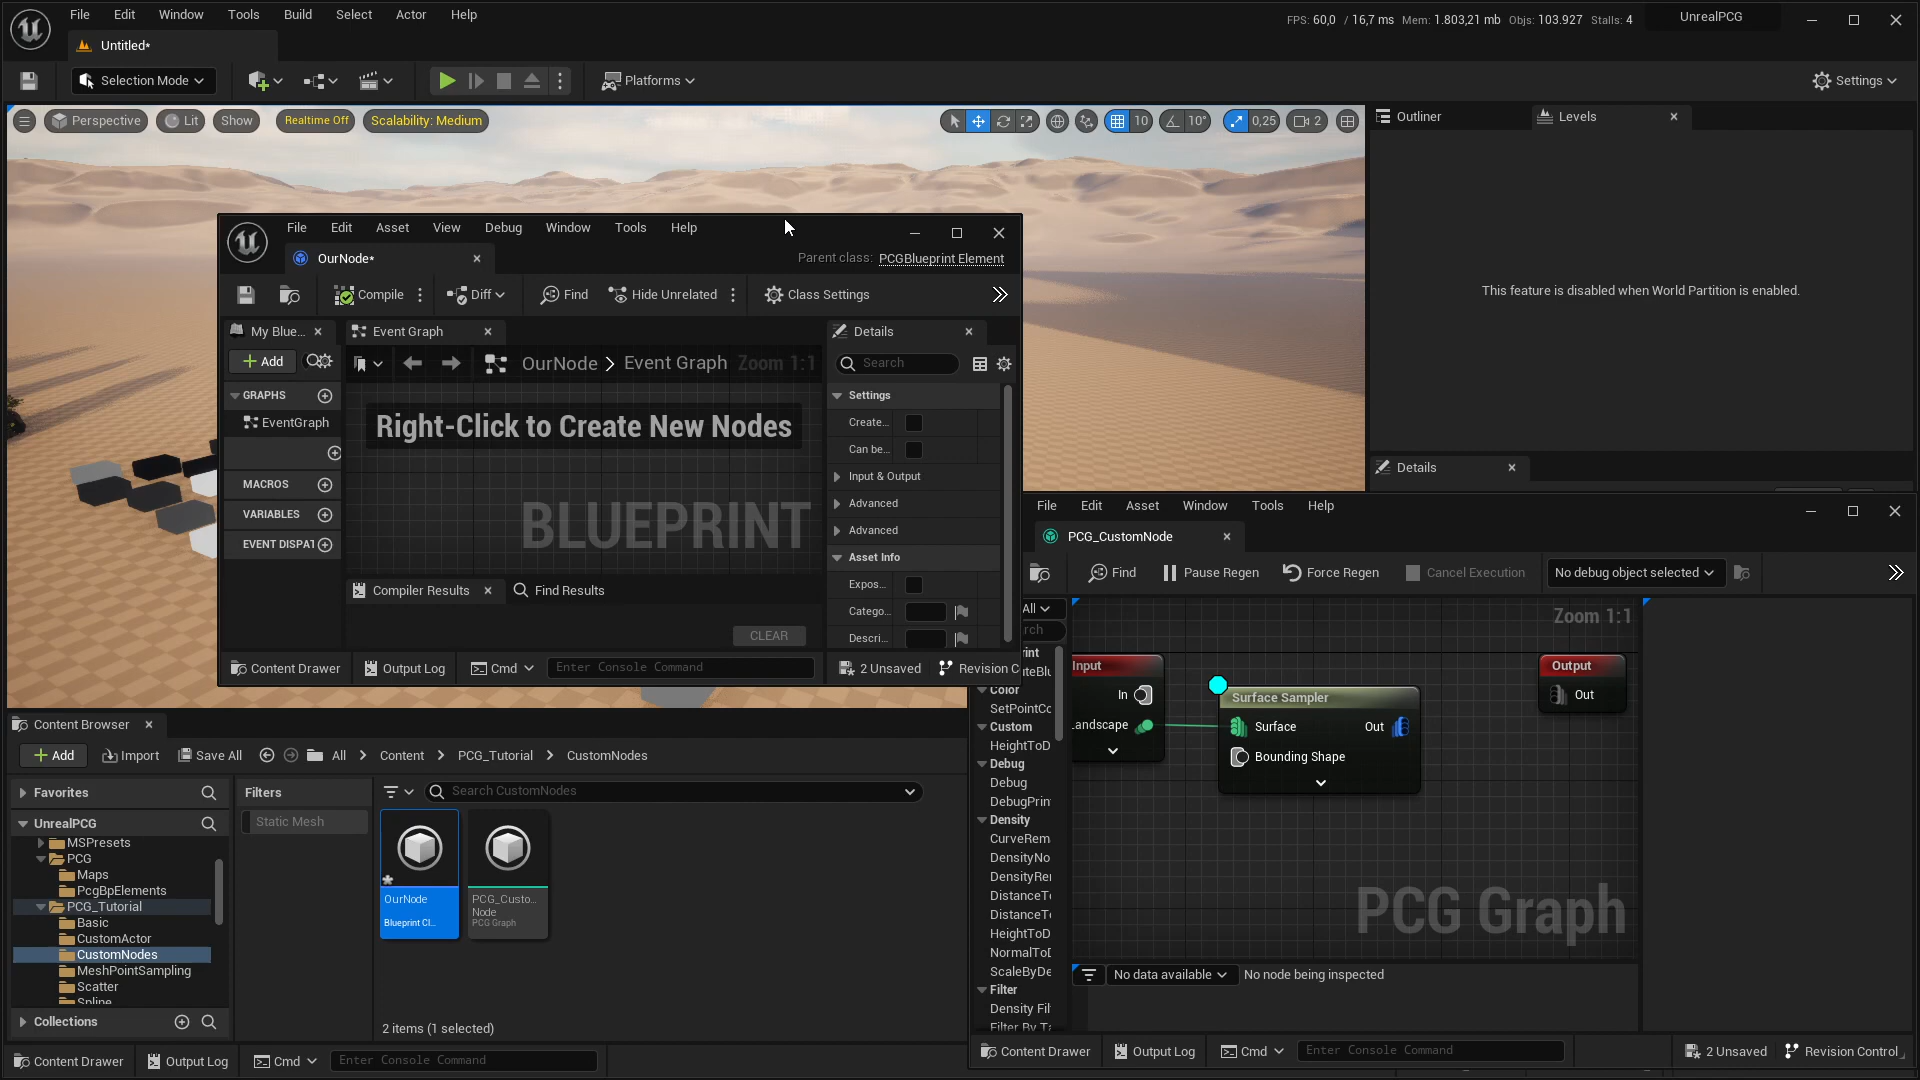 File Edit Window Tools Build Select Actor Help
FPS: 60,0 / 16,7 ms Mem: 1.803,21 mb Objs: 103.927 Stalls: 4 UnrealPCG
Untitled*
Selection Mode
Platforms
Settings
Perspective Lit Show Realtime Off Scalability: Medium
10 10° 0,25 2
Outliner Levels
This feature is disabled when World Partition is enabled.
Details
File Edit Asset View Debug Window Tools Help
OurNode*
Parent class: PCGBlueprint Element
Compile Diff Find Hide Unrelated Class Settings
My Blue...
Event Graph
Details
Add
OurNode > Event Graph Zoom 1:1
Search
GRAPHS
EventGraph
MACROS
VARIABLES
EVENT DISPAT
Right-Click to Create New Nodes
BLUEPRINT
Settings
Create...
Can be...
Input & Output
Advanced
Advanced
Asset Info
Expos...
Catego...
Descri...
Compiler Results Find Results
CLEAR
Content Drawer Output Log Cmd Enter Console Command 2 Unsaved Revision C
File Edit Asset Window Tools Help
PCG_CustomNode
Find Pause Regen Force Regen Cancel Execution No debug object selected
All
rch
rint
uteBlu
Color
SetPointCo
Custom
HeightToD
Debug
Debug
DebugPrin
Density
CurveRem
DensityNo
DensityRe
DistanceTo
DistanceTo
HeightToD
NormalToD
ScaleByDe
Filter
Density Filt
Filter By Ta
Zoom 1:1
Input
In
Landscape
Surface Sampler
Surface Out
Bounding Shape
Output
Out
PCG Graph
No data available No node being inspected
Content Drawer Output Log Cmd Enter Console Command 2 Unsaved Revision Control
Content Browser
Add Import Save All All > Content > PCG_Tutorial > CustomNodes
Favorites
UnrealPCG
MSPresets
PCG
Maps
PcgBpElements
PCG_Tutorial
Basic
CustomActor
CustomNodes
MeshPointSampling
Scatter
Spline
Collections
Filters
Static Mesh
Search CustomNodes
OurNode
Blueprint Cl...
PCG_Custo...
Node
PCG Graph
2 items (1 selected)
Content Drawer Output Log Cmd Enter Console Command